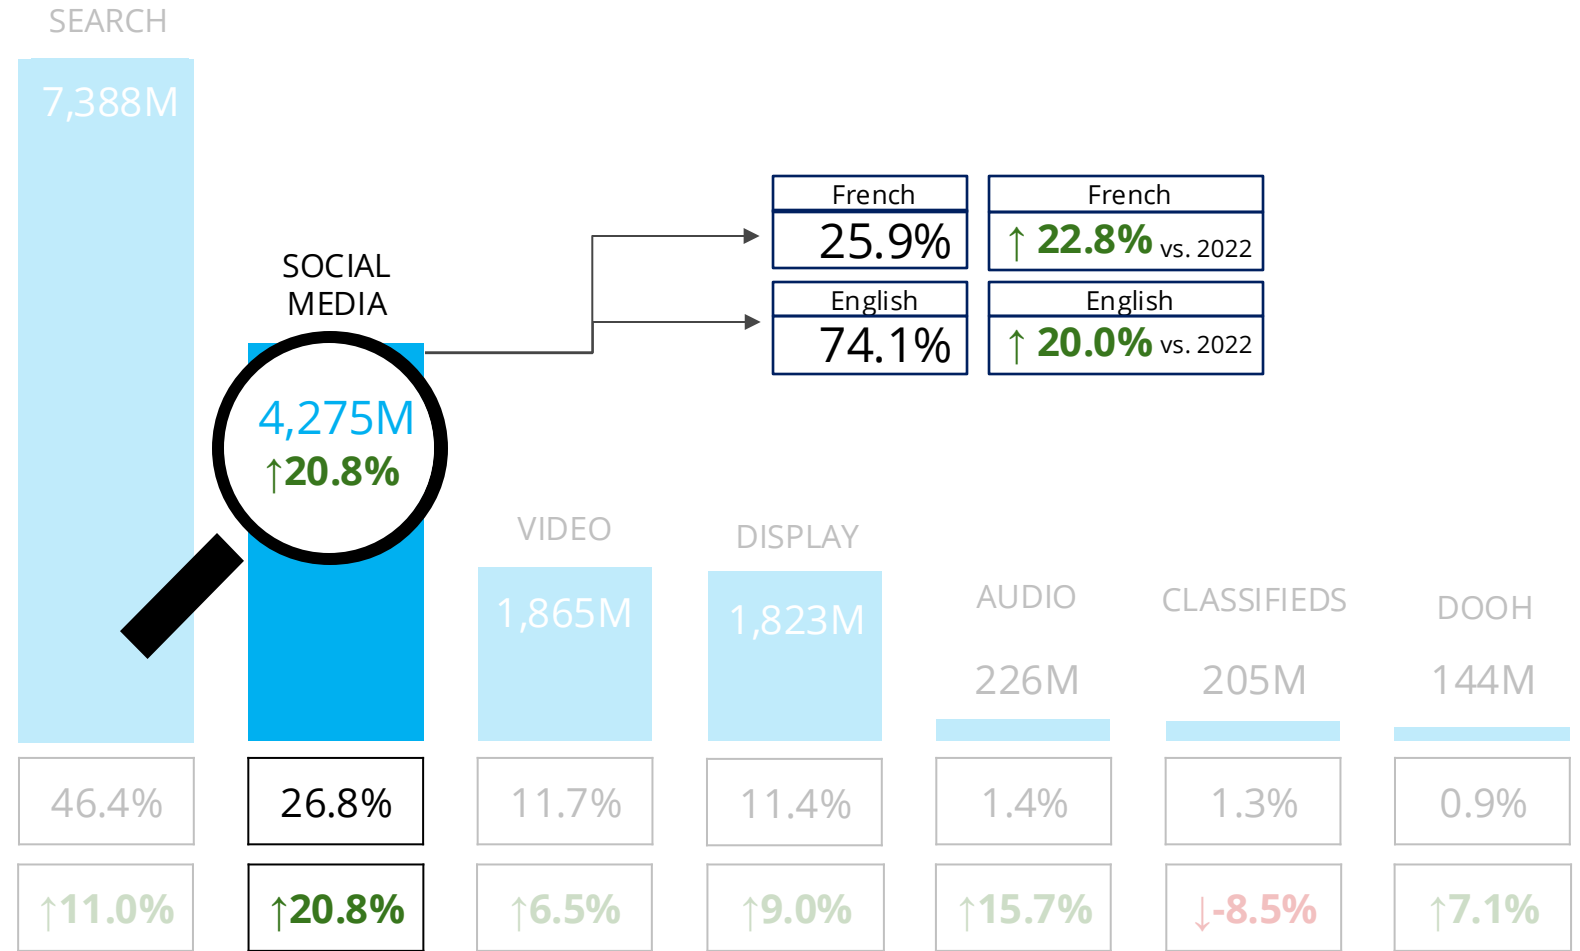 SEARCH
7,388M
SOCIAL
MEDIA
4,275M
↑20.8%
French
25.9%
French
↑ 22.8% vs. 2022
English
74.1%
English
↑ 20.0% vs. 2022
VIDEO
1,865M
DISPLAY
1,823M
AUDIO
226M
CLASSIFIEDS
205M
DOOH
144M
46.4%
26.8%
11.7%
11.4%
1.4%
1.3%
0.9%
↑11.0%
↑20.8%
↑6.5%
↑9.0%
↑15.7%
↓-8.5%
↑7.1%